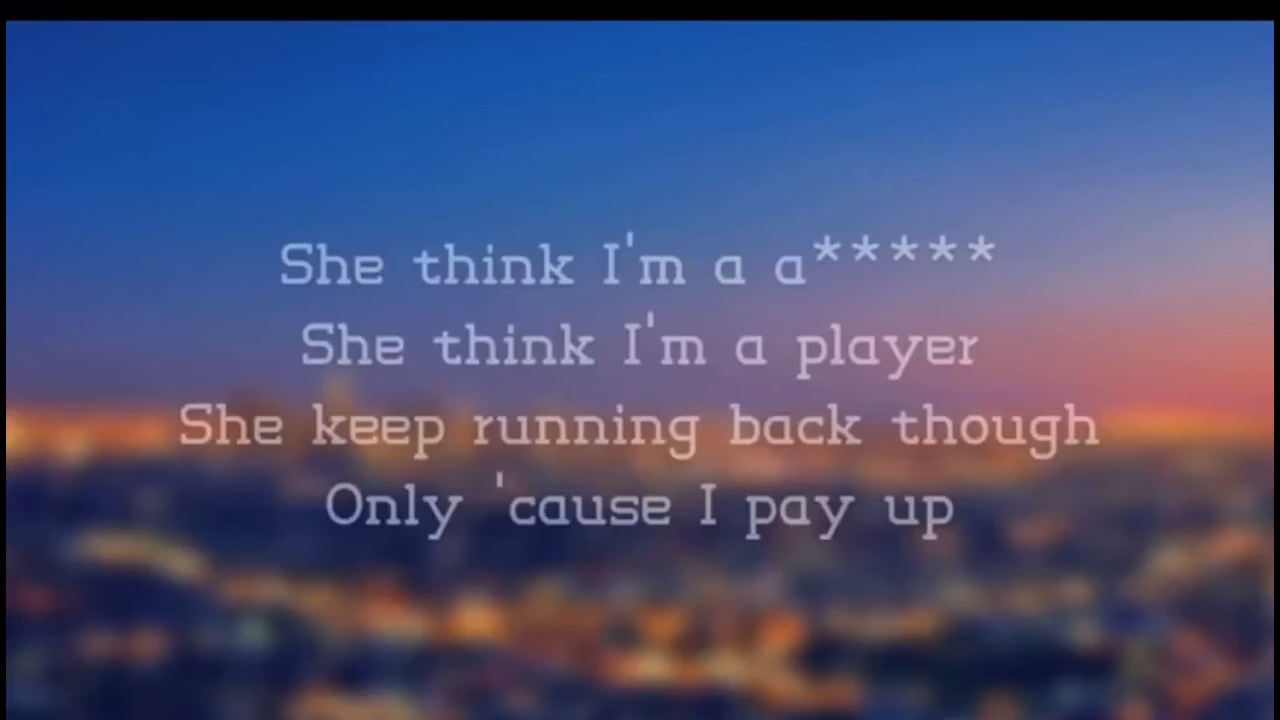 She think I'm a a*****
She think I'm a player
She keep running back though
Only 'cause I pay up